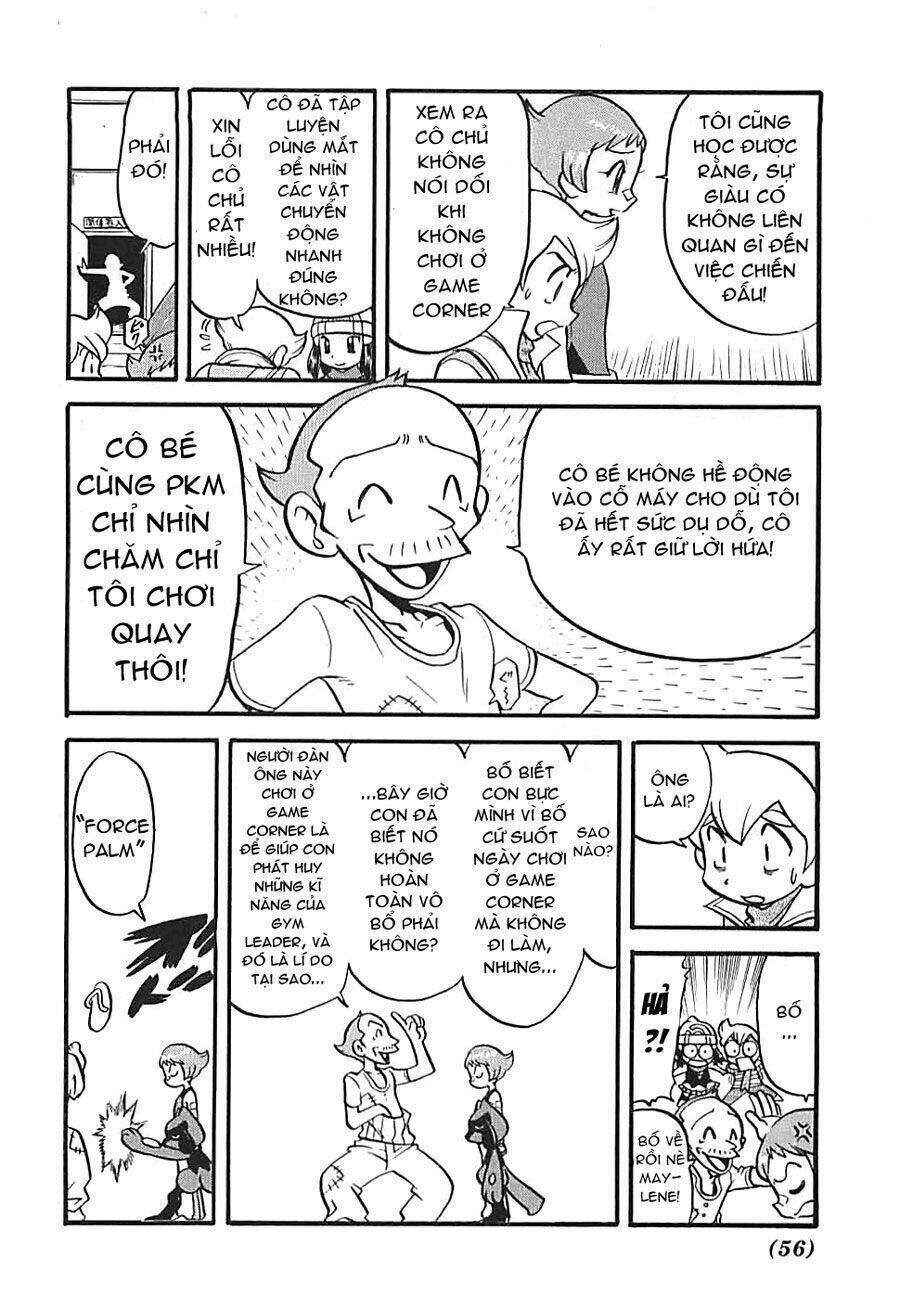 TÔI CŨNG
HỌC ĐƯỢC
RẰNG, SỰ
GIÀU CÓ
KHÔNG LIÊN
QUAN GÌ ĐẾN
VIỆC CHIẾN
ĐẤU!
XEM RA
CÔ CHỦ
KHÔNG
NÓI DỐI
KHI
KHÔNG
CHƠI Ở
GAME
CORNER
CÔ ĐÃ TẬP
LUYỆN
DÙNG MẮT
ĐỂ NHÌN
CÁC VẬT
CHUYỂN
ĐỘNG
NHANH
ĐÚNG
KHÔNG?
XIN
LỖI
CÔ
CHỦ
RẤT
NHIỀU!
PHẢI
ĐÓ!
CÔ BÉ KHÔNG HỀ ĐỘNG
VÀO CỖ MÁY CHO DÙ TÔI
ĐÃ HẾT SỨC DỤ DỖ, CÔ
ẤY RẤT GIỮ LỜI HỨA!
CÔ BÉ
CÙNG PKM
CHỈ NHÌN
CHĂM CHỈ
TÔI CHƠI
QUAY
THÔI!
ÔNG
LÀ AI?
BỐ
...
HẢ
?!
BỐ VỀ
RỒI NÈ
MAY-
LENE!
SAO
NÀO?
BỐ BIẾT
CON BỰC
MÌNH VÌ BỐ
CỨ SUỐT
NGÀY CHƠI
Ở GAME
CORNER
MÀ KHÔNG
ĐI LÀM,
NHƯNG...
...BÂY GIỜ
CON ĐÃ
BIẾT NÓ
KHÔNG
HOÀN
TOÀN VÔ
BỔ PHẢI
KHÔNG?
NGƯỜI ĐÀN
ÔNG NÀY
CHƠI Ở
GAME
CORNER LÀ
ĐỂ GIÚP CON
PHÁT HUY
NHỮNG KĨ
NĂNG CỦA
GYM
LEADER, VÀ
ĐÓ LÀ LÍ DO
TẠI SAO...
"FORCE
PALM"
(56)